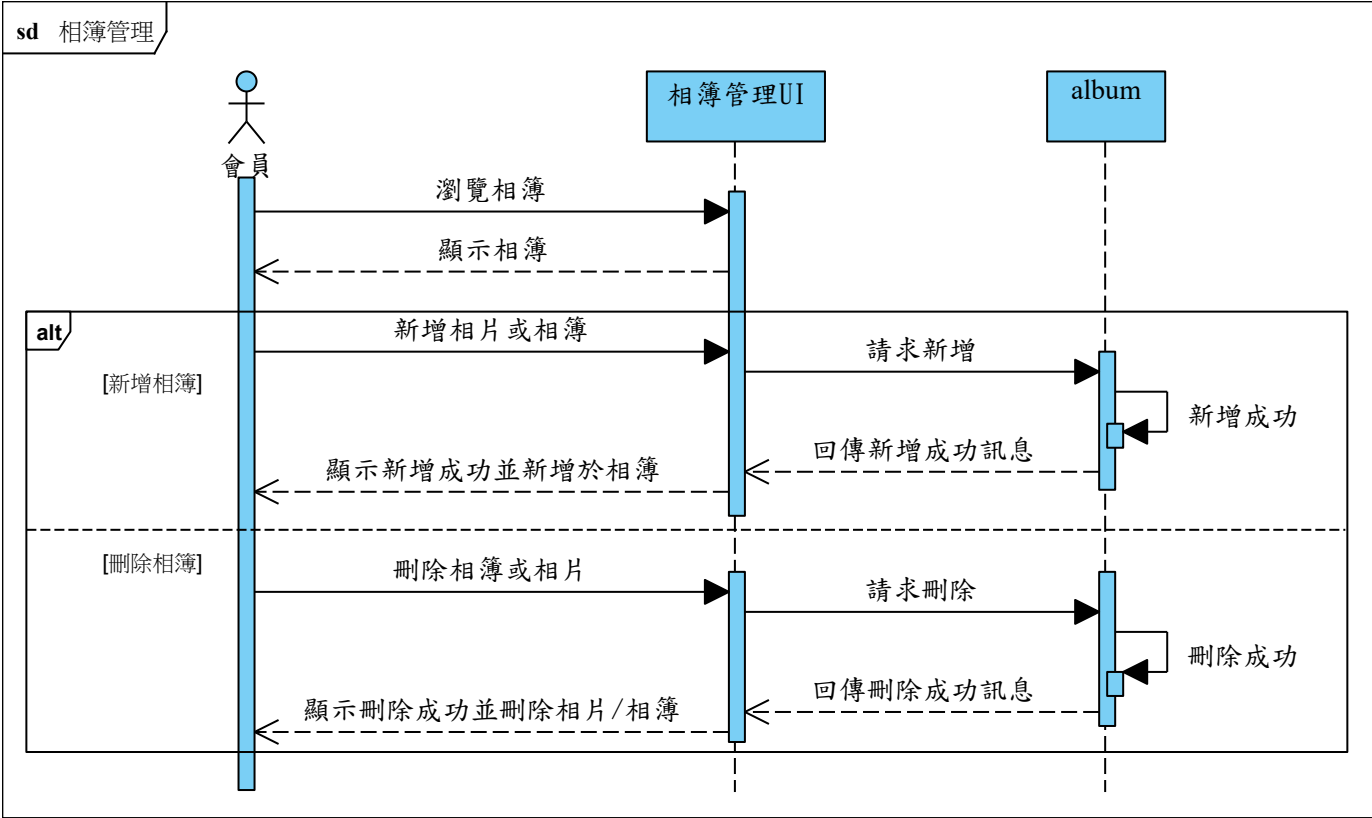 sd 相簿管理
會員
相簿管理UI
album
瀏覽相簿
顯示相簿
alt
新增相片或相簿
請求新增
[新增相簿]
新增成功
回傳新增成功訊息
顯示新增成功並新增於相簿
[刪除相簿]
刪除相簿或相片
請求刪除
刪除成功
回傳刪除成功訊息
顯示刪除成功並刪除相片/相簿